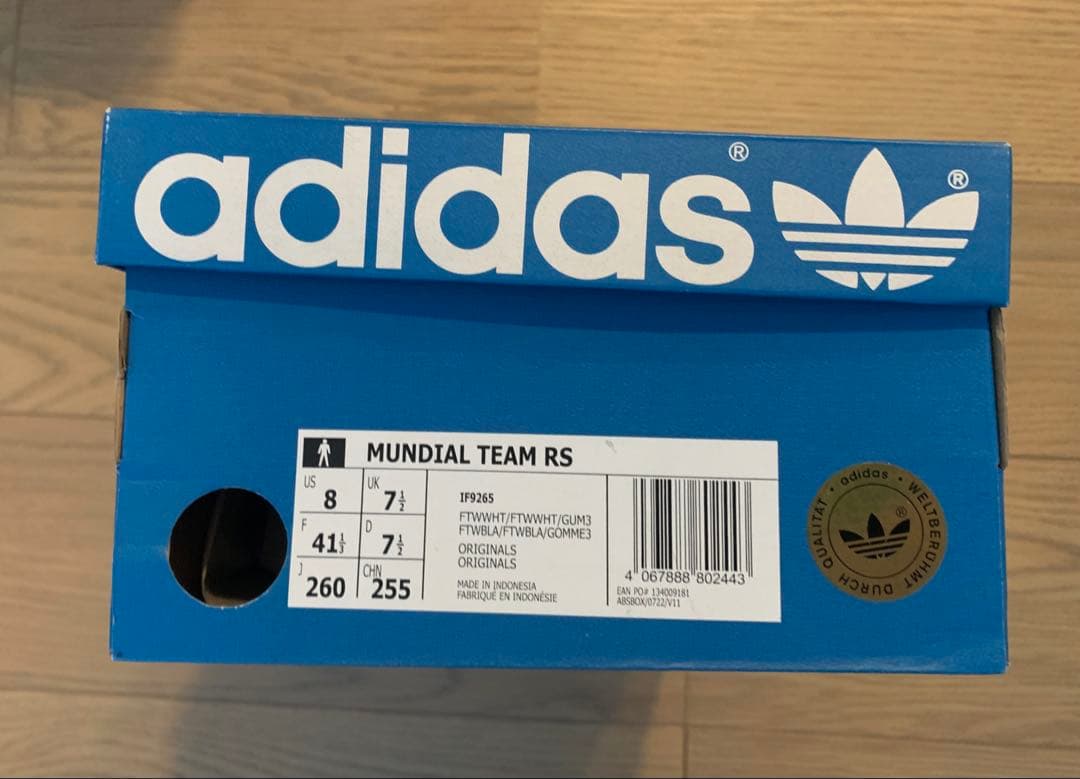 adidas ® ®
MUNDIAL TEAM RS
US 8 UK 7½
F 41⅓ D 7½
J 260 CHN 255
IF9265
FTWWHT/FTWWHT/GUM3
FTWBLA/FTWBLA/GOMME3
ORIGINALS
ORIGINALS
MADE IN INDONESIA
FABRIQUÉ EN INDONÉSIE
4 067888 802443
EAN PO# 134009181
ABSBOX/0722/V11
adidas • WELTBERÜHMT DURCH QUALITÄT •
®